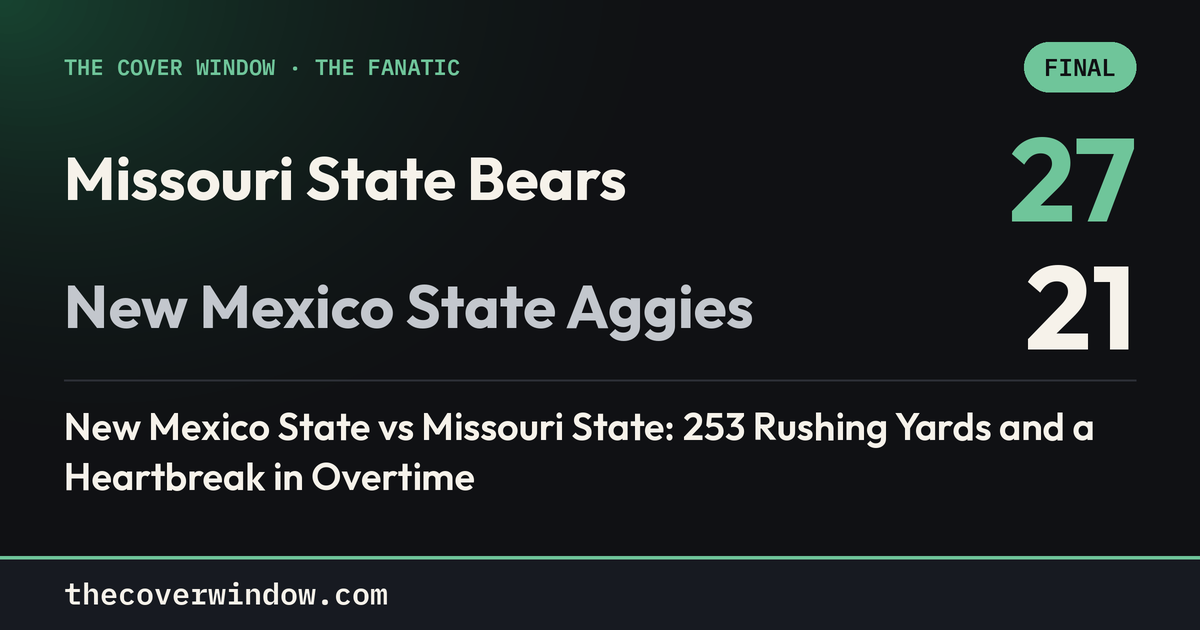 THE COVER WINDOW · THE FANATIC
FINAL
Missouri State Bears
27
New Mexico State Aggies
21
New Mexico State vs Missouri State: 253 Rushing Yards and a
Heartbreak in Overtime
thecoverwindow.com